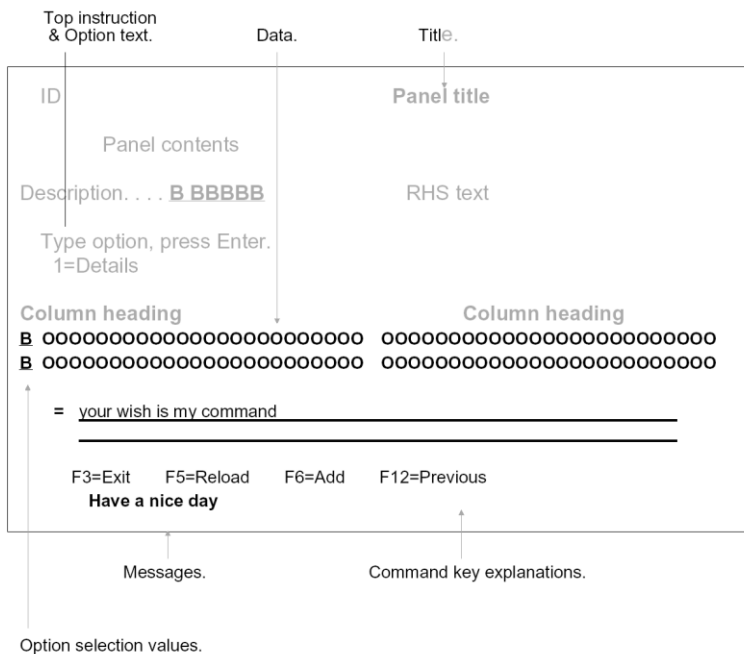 Top instruction
& Option text. Data. Title.
ID Panel title
Panel contents
Description. . . . B BBBBB RHS text
Type option, press Enter.
1=Details
Column heading Column heading
B OOOOOOOOOOOOOOOOOOOOOOOO OOOOOOOOOOOOOOOOOOOOOOOOO
B OOOOOOOOOOOOOOOOOOOOOOOO OOOOOOOOOOOOOOOOOOOOOOOOO
= your wish is my command
F3=Exit F5=Reload F6=Add F12=Previous
Have a nice day
Messages. Command key explanations.
Option selection values.